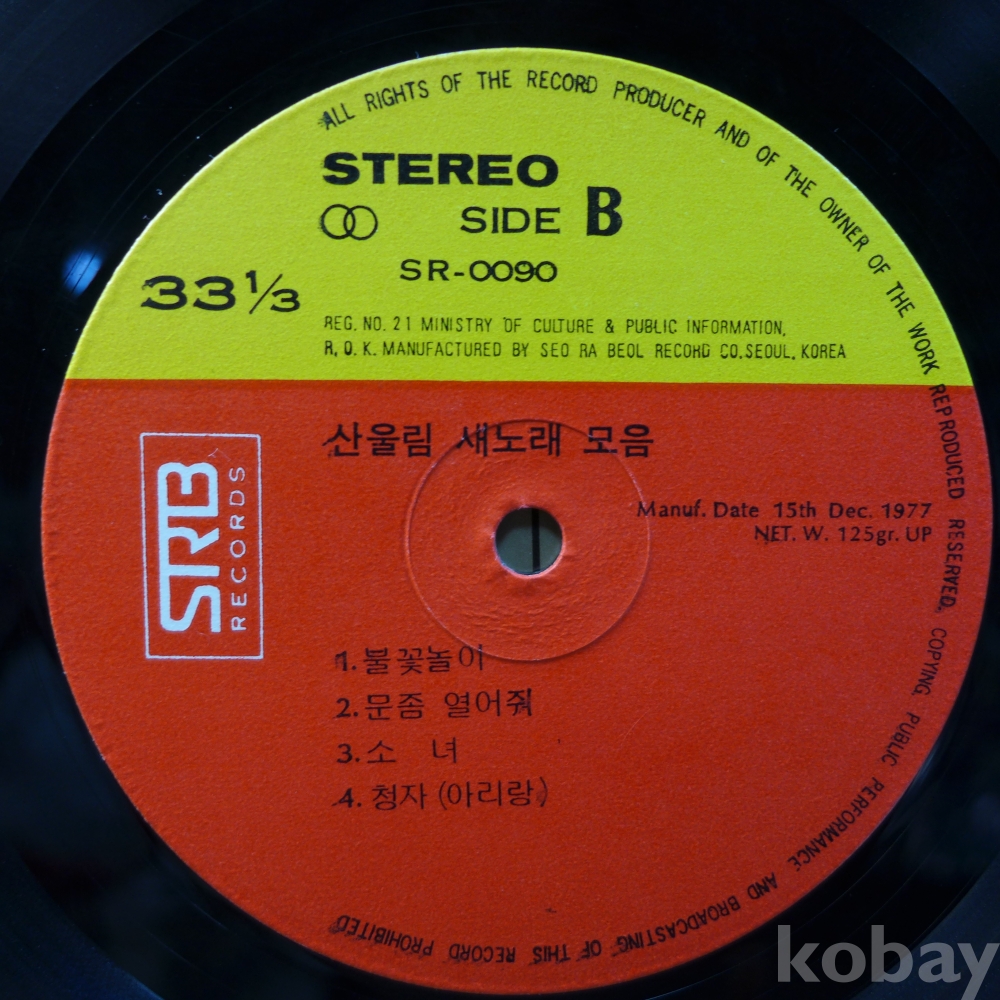 ALL RIGHTS OF THE RECORD PRODUCER AND OF THE OWNER OF THE WORK REPRODUCED RESERVED. COPYING, PUBLIC PERFORMANCE AND BROADCASTING OF THIS RECORD PROHIBITED
STEREO
SIDE B
SR-0090
33 1/3
REG. NO. 21 MINISTRY OF CULTURE & PUBLIC INFORMATION,
R, O, K. MANUFACTURED BY SEO RA BEOL RECORD CO. SEOUL, KOREA
산울림 새노래 모음
SRB
RECORDS
Manuf. Date 15th Dec. 1977
NET. W. 125gr. UP
1. 불꽃놀이
2. 문좀 열어줘
3. 소 녀
4. 청자 (아리랑)
kobay